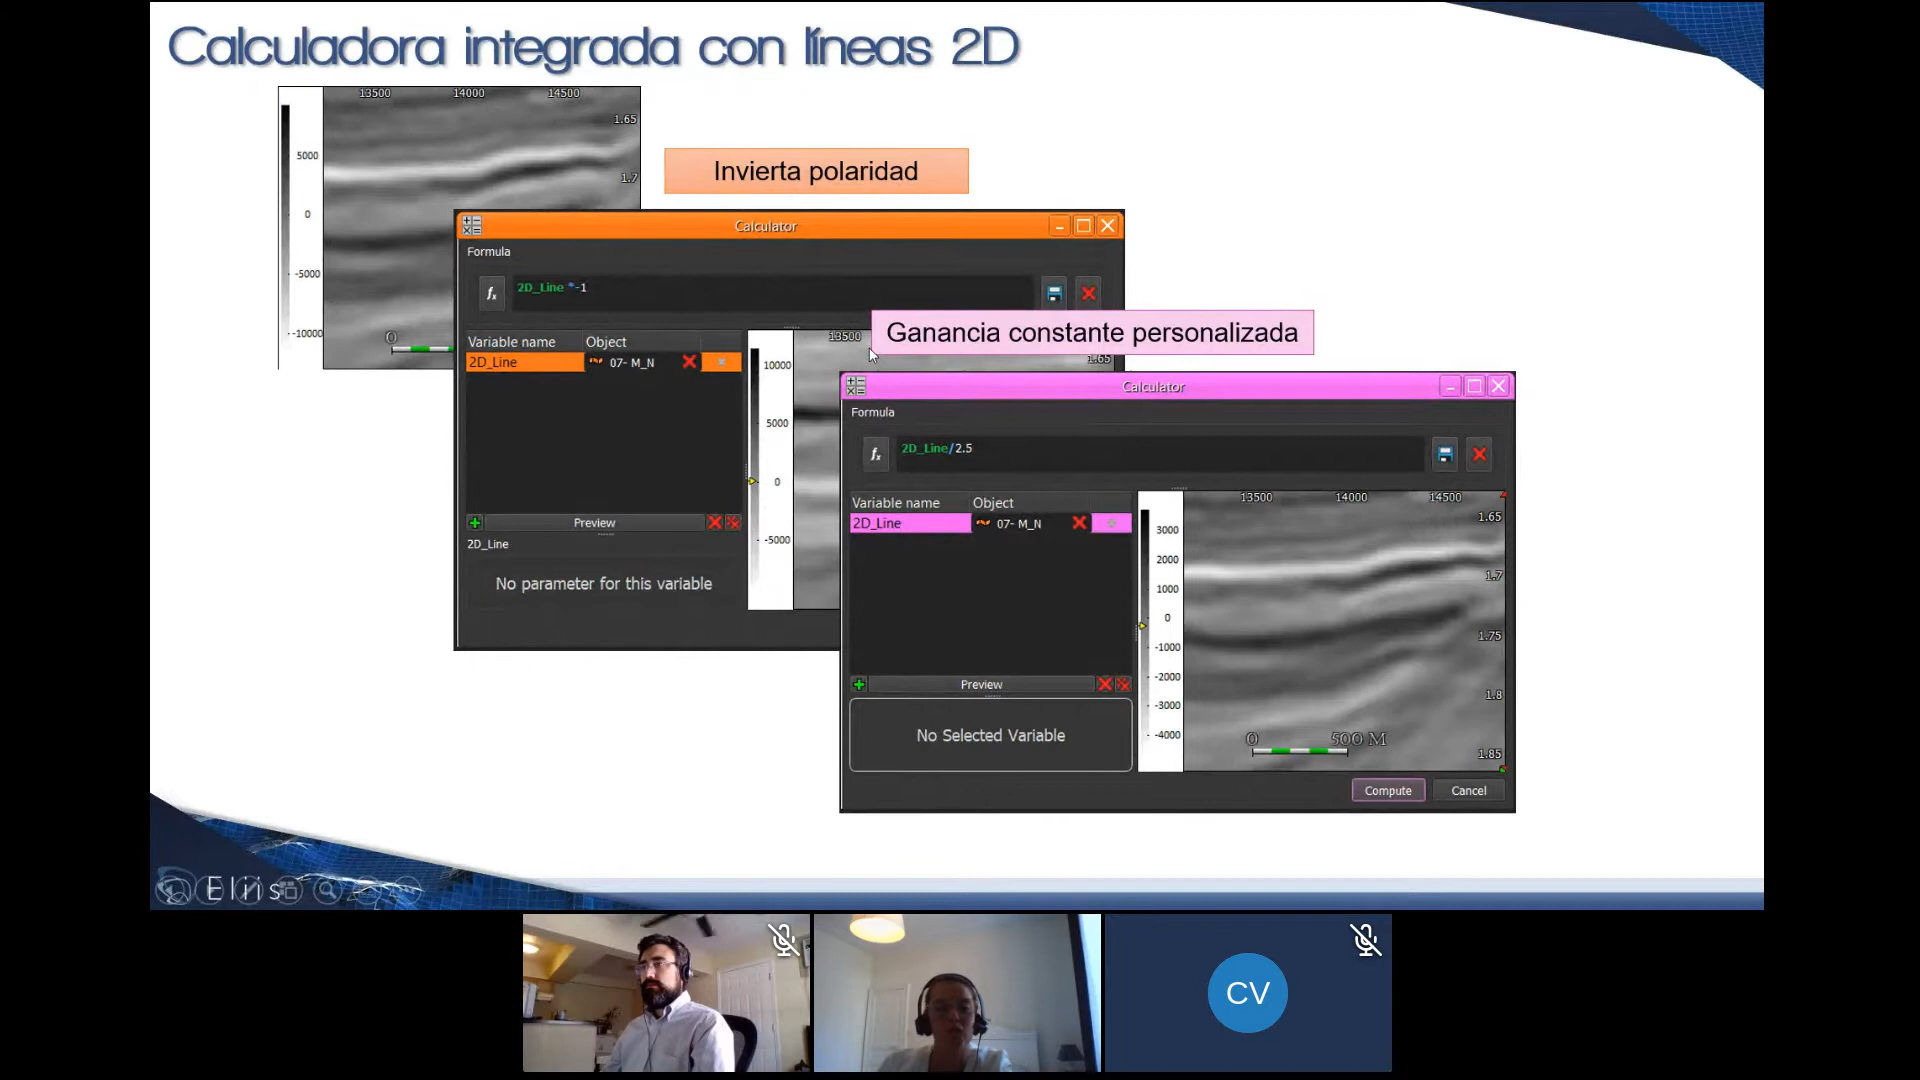 Calculadora integrada con líneas 2D
13500 14000 14500
1.65
5000
1.7
0
-5000
-10000
0
Invierta polaridad
Calculator
Formula
fx
2D_Line *-1
Variable name Object
2D_Line 07- M_N
Preview
2D_Line
No parameter for this variable
13500
1.65
10000
5000
0
-5000
Ganancia constante personalizada
Calculator
Formula
fx
2D_Line/2.5
Variable name Object
2D_Line 07- M_N
Preview
No Selected Variable
13500 14000 14500
1.65
3000
2000
1.7
1000
0
1.75
-1000
-2000
1.8
-3000
-4000
0 500 M
1.85
Compute Cancel
Eliis
CV